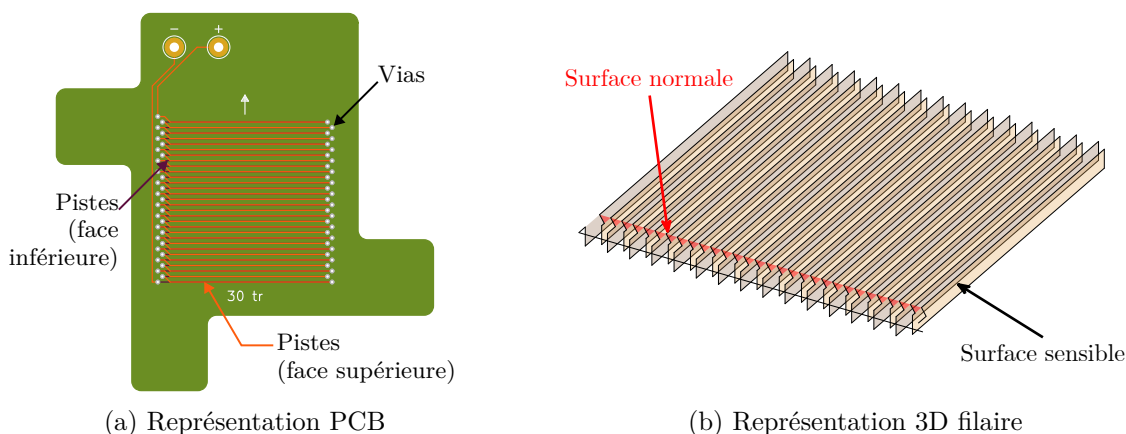 - +
Vias
Pistes
(face
inférieure)
30 tr
Pistes
(face supérieure)
(a) Représentation PCB
Surface normale
Surface sensible
(b) Représentation 3D filaire